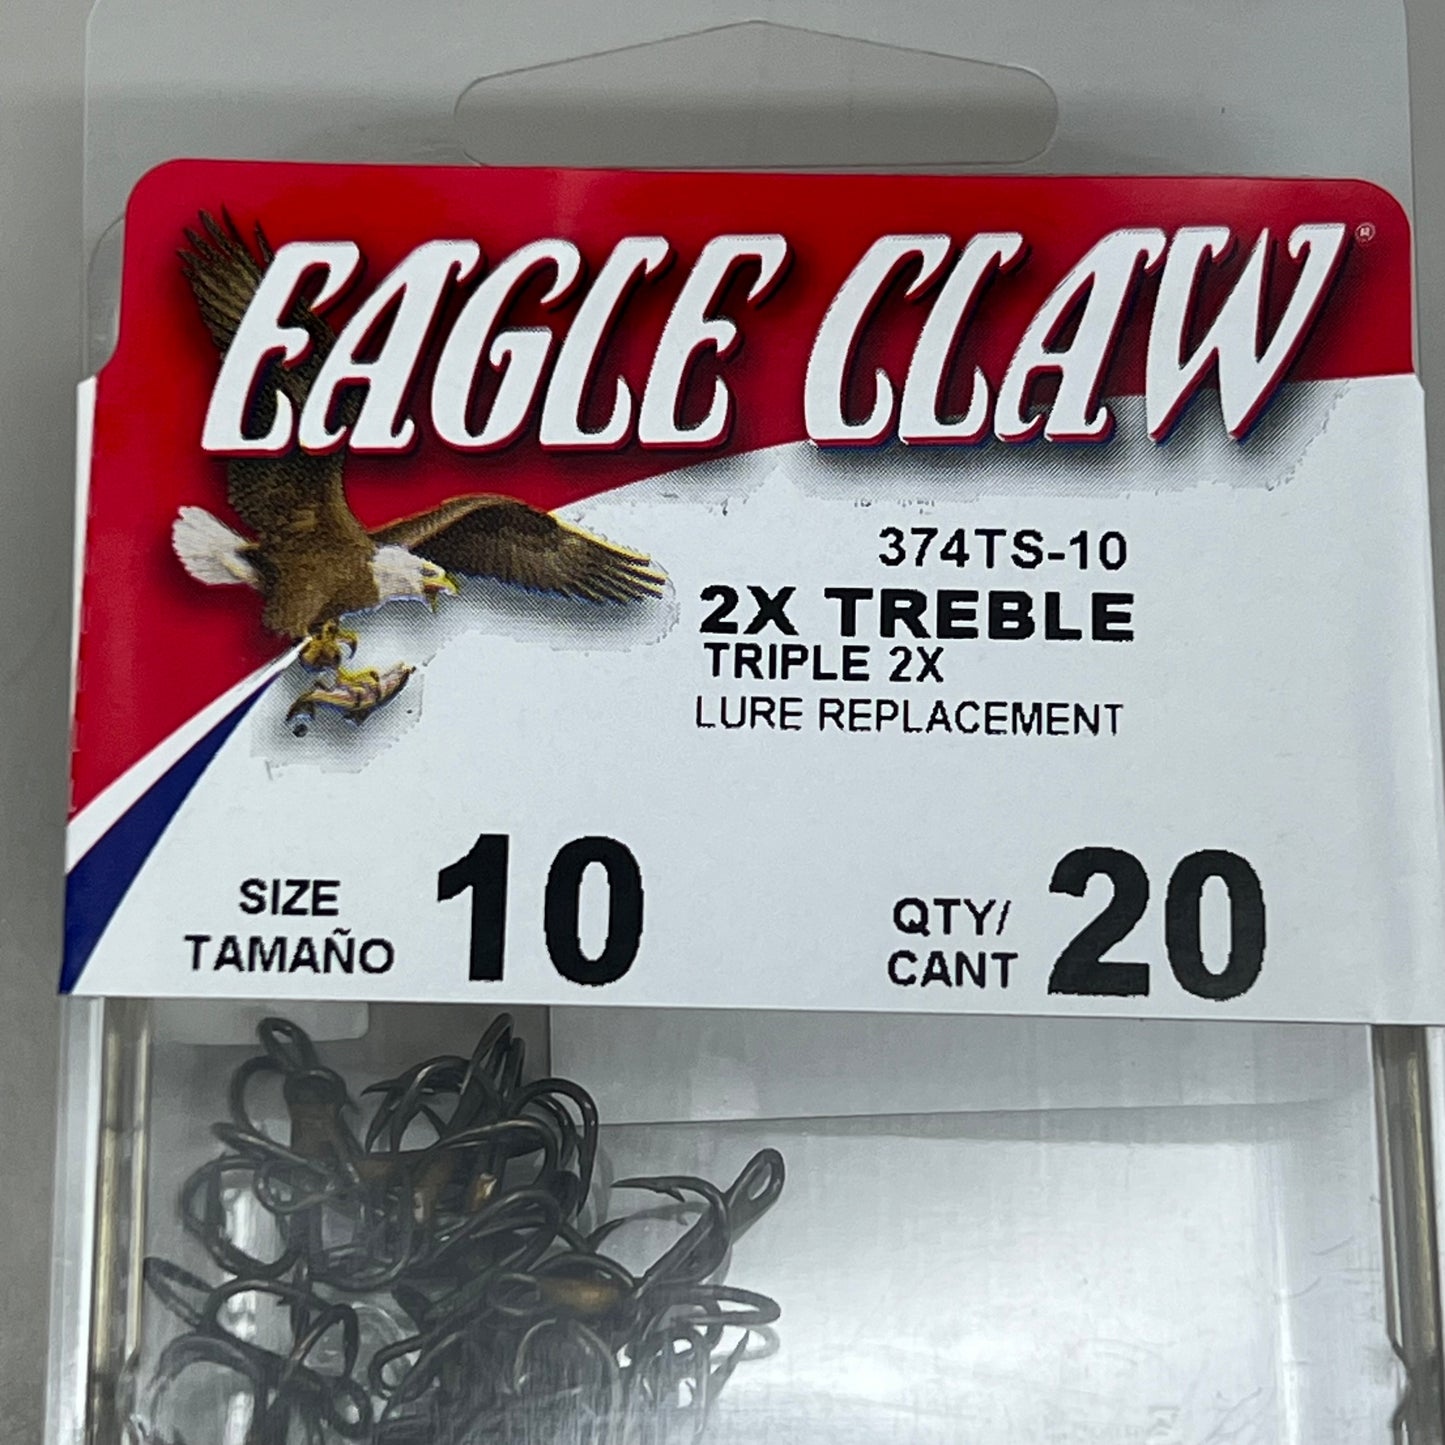 EAGLE CLAW®
374TS-10
2X TREBLE
TRIPLE 2X
LURE REPLACEMENT
SIZE
TAMAÑO
10
QTY/
CANT
20